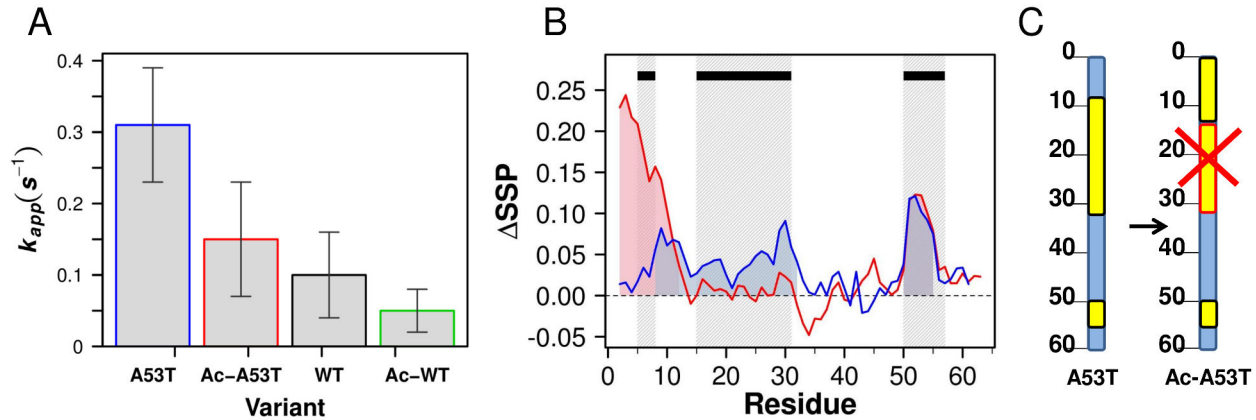 A
k_app(s⁻¹)
0.4
0.3
0.2
0.1
0
A53T Ac−A53T WT Ac−WT
Variant
B
ΔSSP
0.25
0.20
0.15
0.10
0.05
0.00
-0.05
0 10 20 30 40 50 60
Residue
C
0 0
10 10
20 20
30 30
40 40
50 50
60 60
A53T Ac-A53T